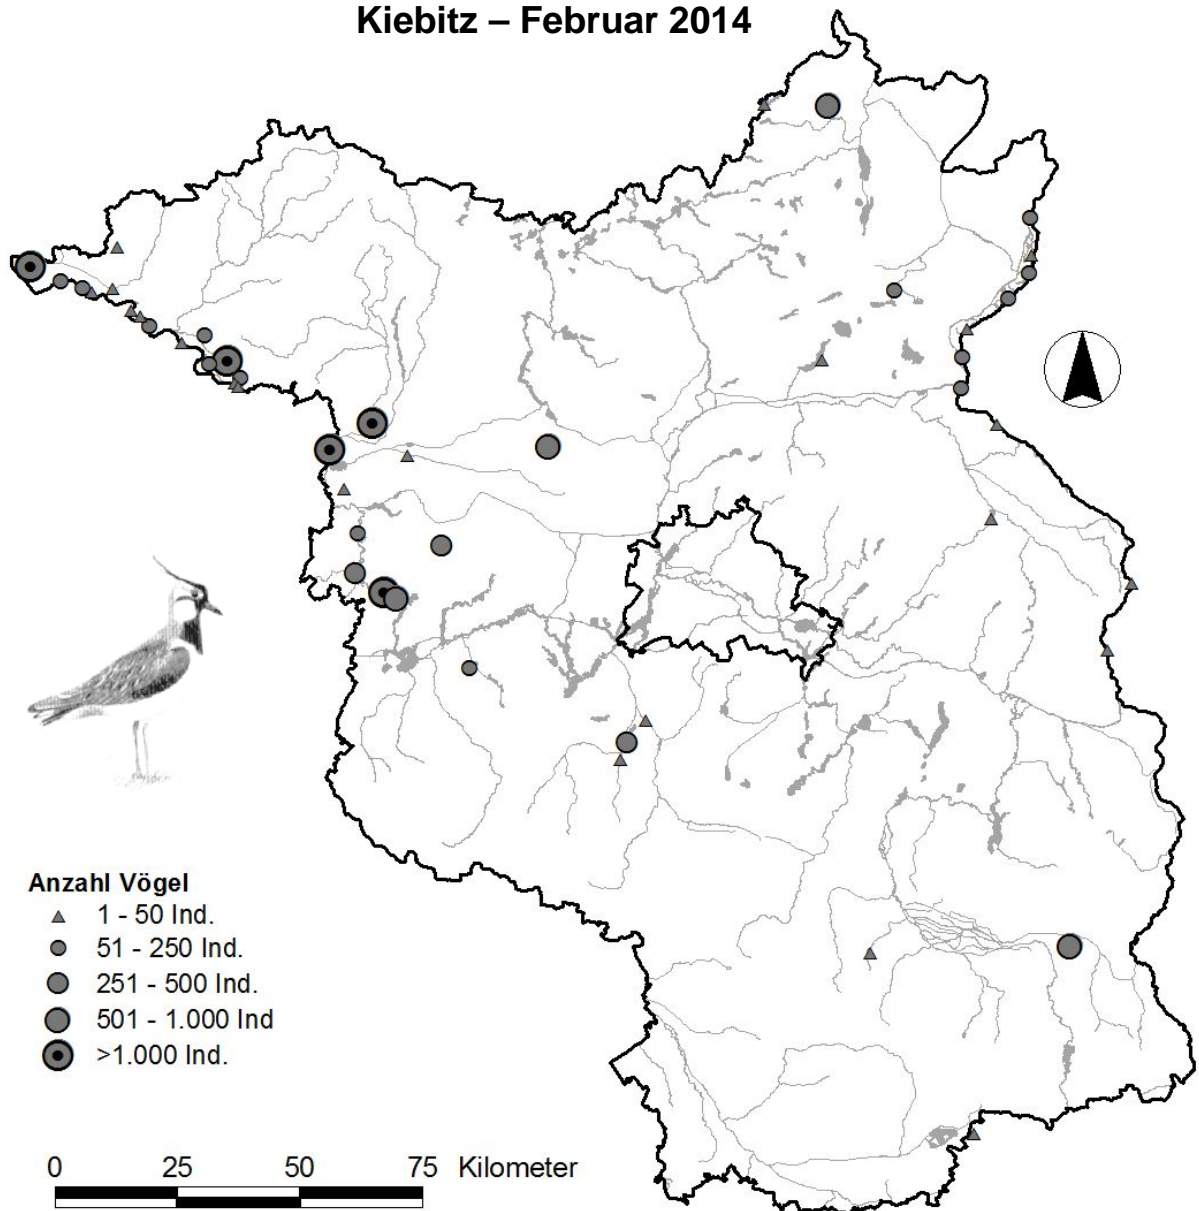 Kiebitz – Februar 2014
Anzahl Vögel
1 - 50 Ind.
51 - 250 Ind.
251 - 500 Ind.
501 - 1.000 Ind
>1.000 Ind.
0 25 50 75 Kilometer